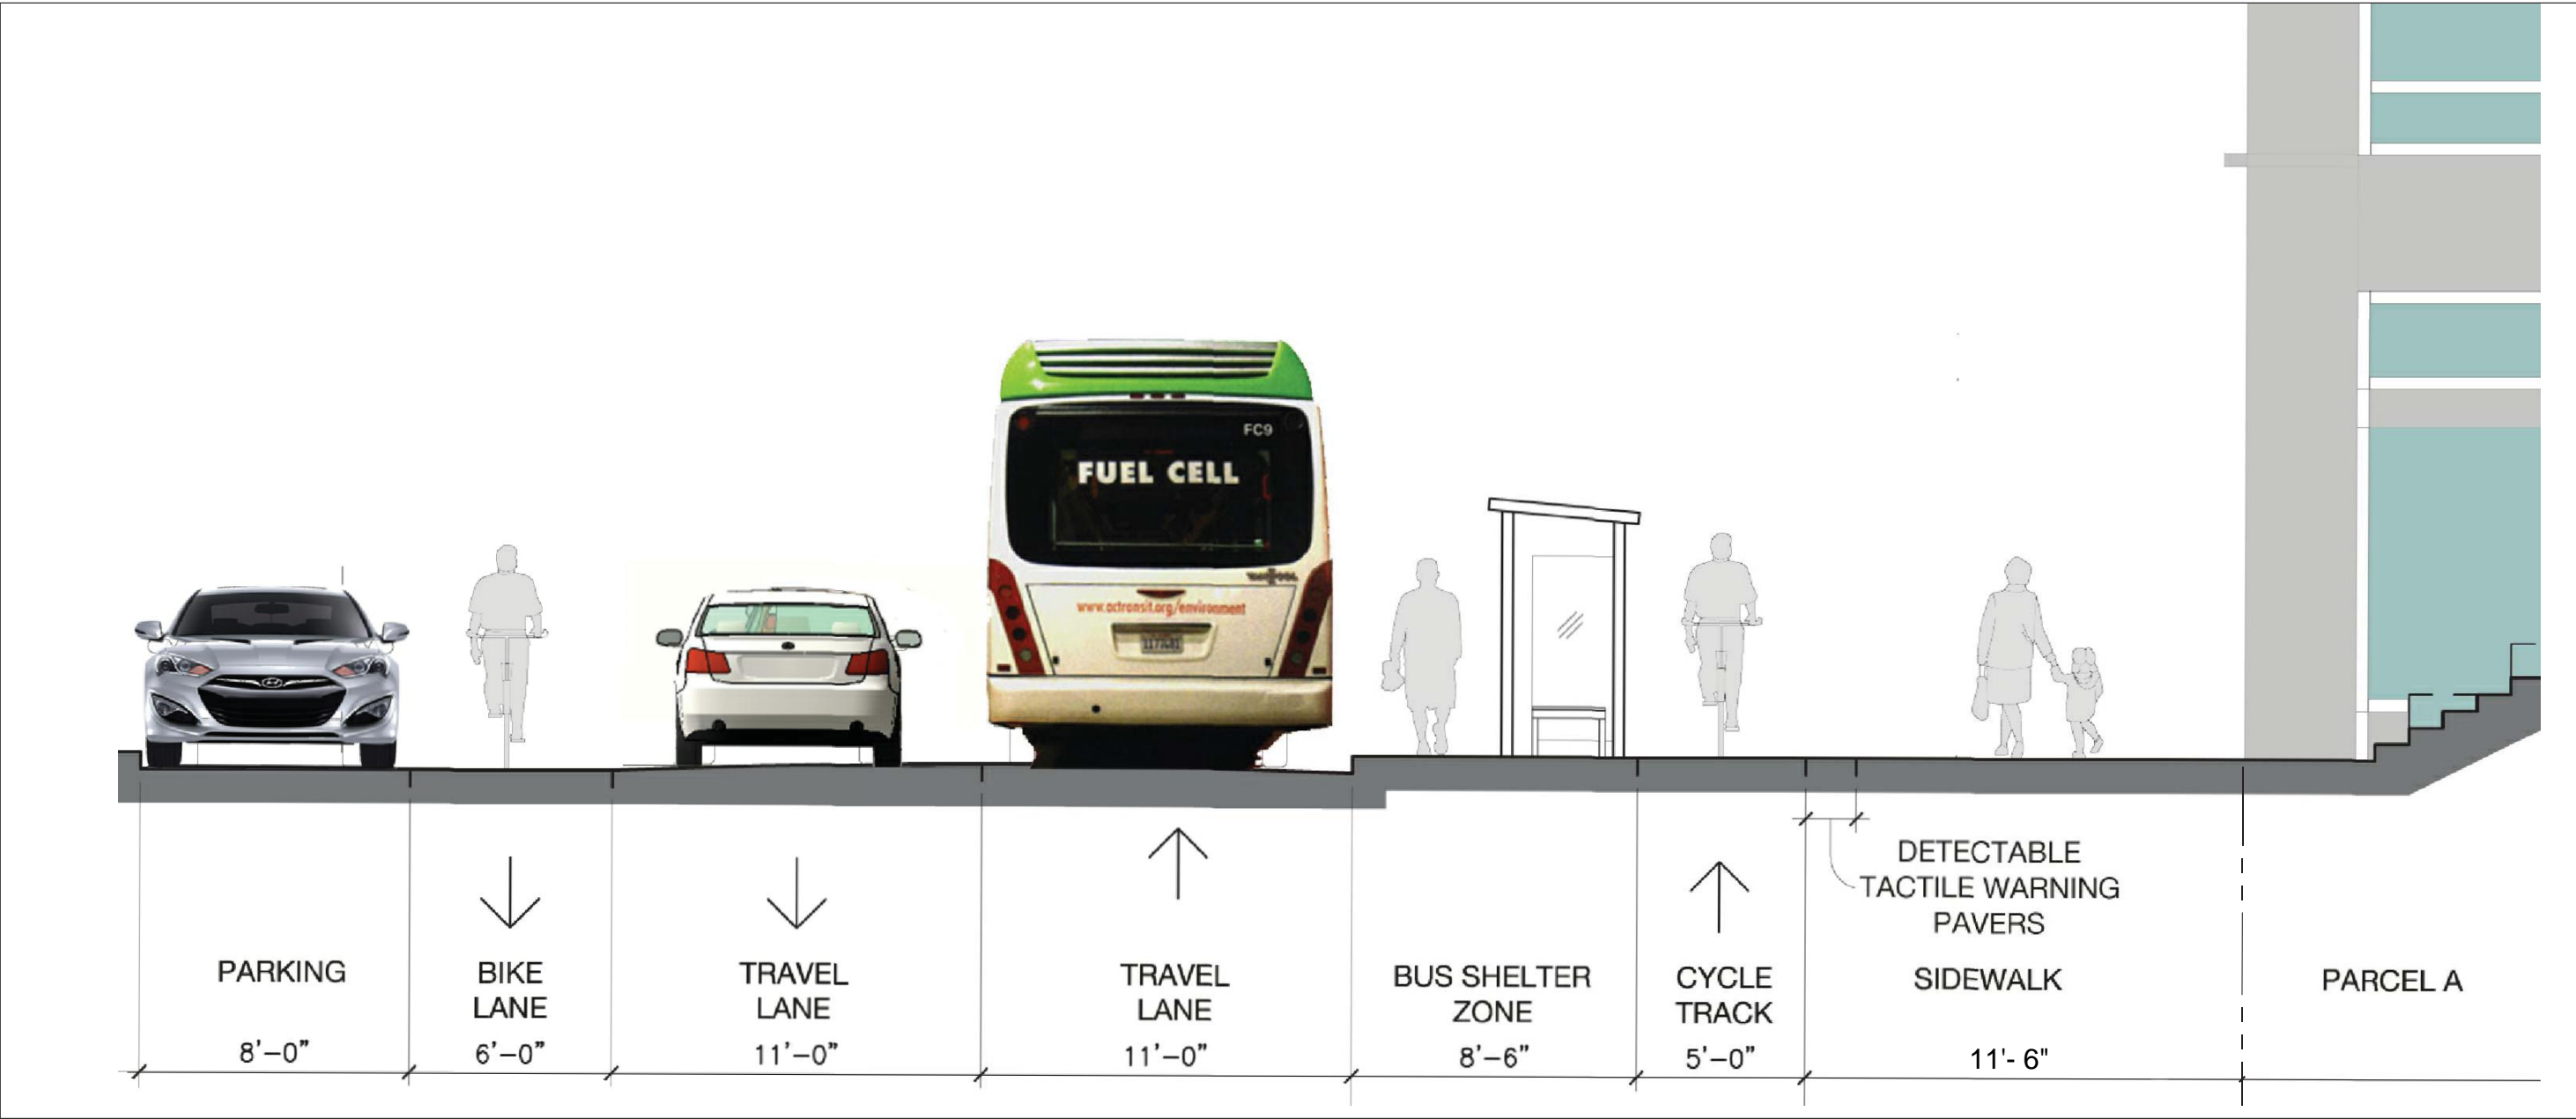 FC9
FUEL CELL
www.actransit.org/environment
DETECTABLE
TACTILE WARNING
PAVERS
PARKING
8'–0"
BIKE
LANE
6'–0"
TRAVEL
LANE
11'–0"
TRAVEL
LANE
11'–0"
BUS SHELTER
ZONE
8'–6"
CYCLE
TRACK
5'–0"
SIDEWALK
11'- 6"
PARCEL A